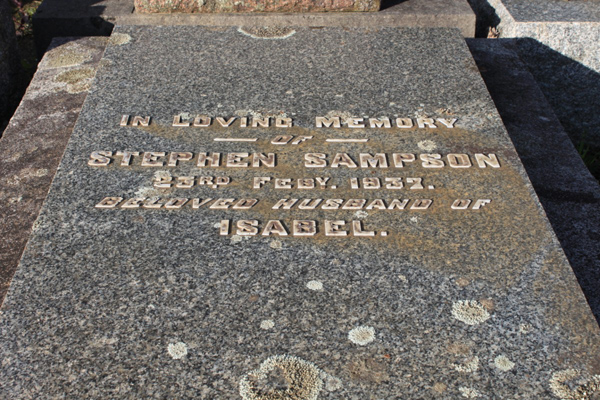 IN LOVING MEMORY
OF
STEPHEN SAMPSON
23RD FEBY. 1937.
BELOVED HUSBAND OF
ISABEL.